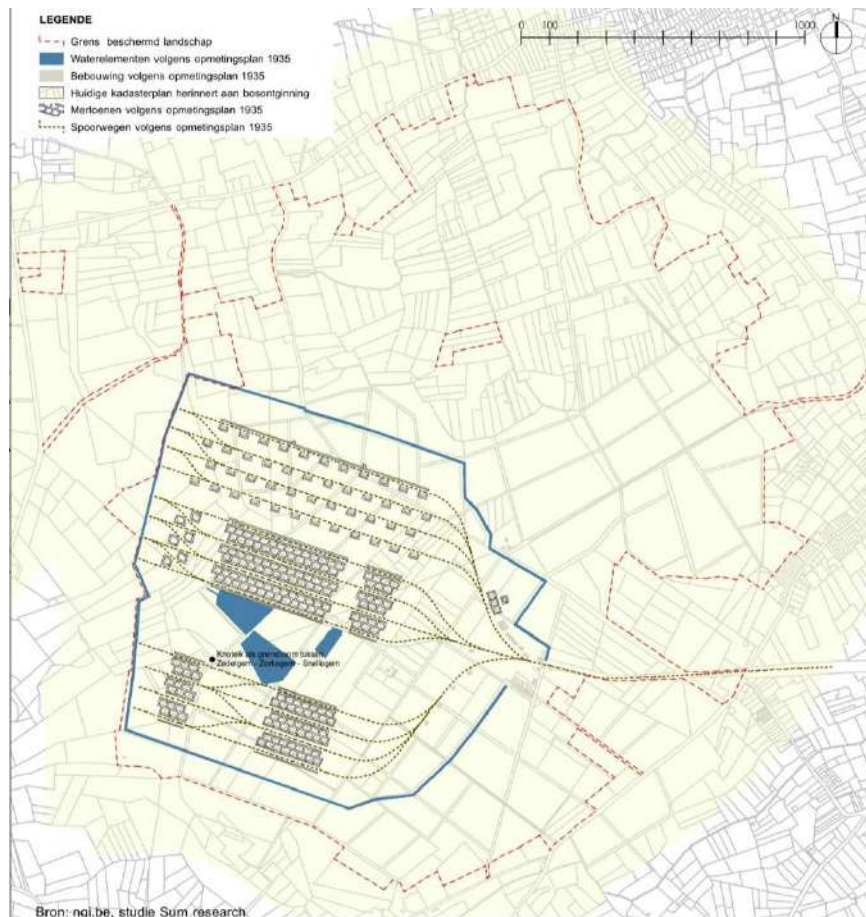 LEGENDE
Grens beschermd landschap
Waterelementen volgens opmetingsplan 1935
Bebouwing volgens opmetingsplan 1935
Huidige kadasterplan herinnert aan bosontginning
Merloenen volgens opmetingsplan 1935
Spoorwegen volgens opmetingsplan 1935
0 100 1000
N
Knoteik als grensboom tussen
Zedelgem - Zerkegem - Snellegem
Bron: ngi.be, studie Sum research